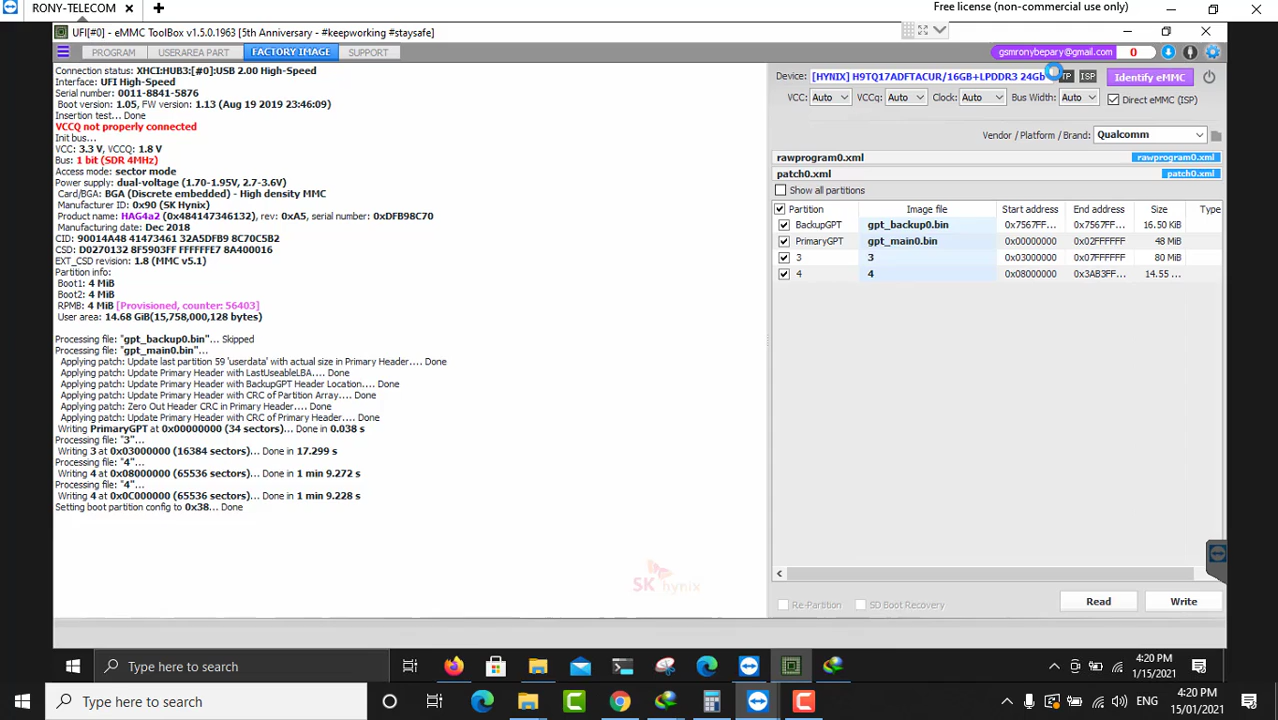 RONY-TELECOM
Free license (non-commercial use only)
UFI[#0] - eMMC ToolBox v1.5.0.1963 [5th Anniversary - #keepworking #staysafe]
PROGRAM USERAREA PART FACTORY IMAGE SUPPORT
gsmronybepary@gmail.com 0
Connection status: XHCI:HUB3:[#0]:USB 2.00 High-Speed
Interface: UFI High-Speed
Serial number: 0011-8841-5876
Boot version: 1.05, FW version: 1.13 (Aug 19 2019 23:46:09)
Insertion test... Done
VCCQ not properly connected
Init bus...
VCC: 3.3 V, VCCQ: 1.8 V
Bus: 1 bit (SDR 4MHz)
Access mode: sector mode
Power supply: dual-voltage (1.70-1.95V, 2.7-3.6V)
Card/BGA: BGA (Discrete embedded) - High density MMC
Manufacturer ID: 0x90 (SK Hynix)
Product name: HAG4a2 (0x484147346132), rev: 0xA5, serial number: 0xDFB98C70
Manufacturing date: Dec 2018
CID: 90014A48 41473461 32A5DFB9 8C70C5B2
CSD: D0270132 8F5903FF FFFFFFE7 8A400016
EXT_CSD revision: 1.8 (MMC v5.1)
Partition info:
Boot1: 4 MiB
Boot2: 4 MiB
RPMB: 4 MiB [Provisioned, counter: 56403]
User area: 14.68 GiB(15,758,000,128 bytes)
Processing file: "gpt_backup0.bin"... Skipped
Processing file: "gpt_main0.bin"...
Applying patch: Update last partition 59 'userdata' with actual size in Primary Header.... Done
Applying patch: Update Primary Header with LastUseableLBA.... Done
Applying patch: Update Primary Header with BackupGPT Header Location.... Done
Applying patch: Update Primary Header with CRC of Partition Array.... Done
Applying patch: Zero Out Header CRC in Primary Header.... Done
Applying patch: Update Primary Header with CRC of Primary Header.... Done
Writing PrimaryGPT at 0x00000000 (34 sectors)... Done in 0.038 s
Processing file: "3"...
Writing 3 at 0x03000000 (16384 sectors)... Done in 17.299 s
Processing file: "4"...
Writing 4 at 0x08000000 (65536 sectors)... Done in 1 min 9.272 s
Processing file: "4"...
Writing 4 at 0x0C000000 (65536 sectors)... Done in 1 min 9.228 s
Setting boot partition config to 0x38... Done
SK hynix
Device: [HYNIX] H9TQ17ADFTACUR/16GB+LPDDR3 24Gb TP ISP Identify eMMC
VCC: Auto VCCq: Auto Clock: Auto Bus Width: Auto Direct eMMC (ISP)
Vendor / Platform / Brand: Qualcomm
rawprogram0.xml rawprogram0.xml
patch0.xml patch0.xml
Show all partitions
Partition Image file Start address End address Size Type
BackupGPT gpt_backup0.bin 0x7567FF... 0x7567FF... 16.50 KiB
PrimaryGPT gpt_main0.bin 0x00000000 0x02FFFFFF 48 MiB
3 3 0x03000000 0x07FFFFFF 80 MiB
4 4 0x08000000 0x3AB3FF... 14.55 ...
Re-Partition SD Boot Recovery Read Write
Type here to search
4:20 PM
1/15/2021
Type here to search
ENG
4:20 PM
15/01/2021